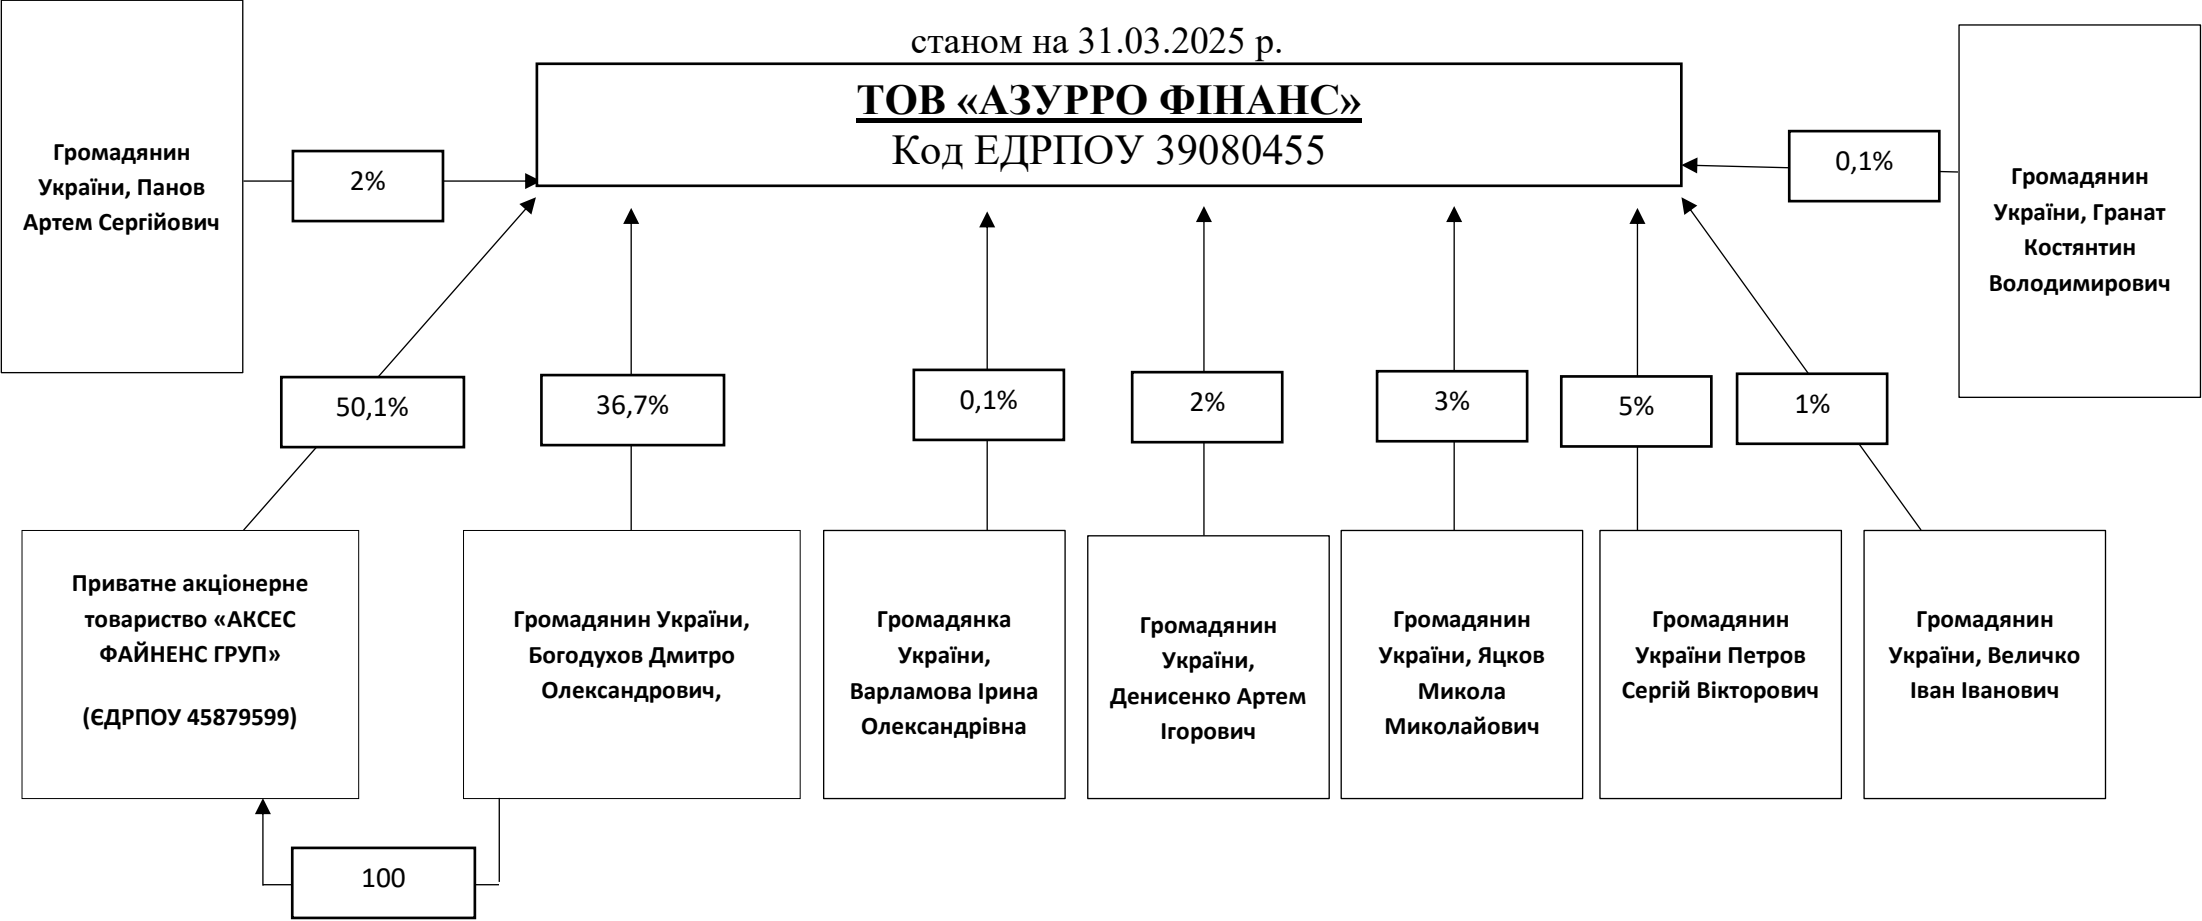 станом на 31.03.2025 р.
ТОВ «АЗУРРО ФІНАНС»
Код ЕДРПОУ 39080455
Громадянин
України, Панов
Артем Сергійович
2%
0,1%
Громадянин
України, Гранат
Костянтин
Володимирович
50,1%
36,7%
0,1%
2%
3%
5%
1%
Приватне акціонерне
товариство «АКСЕС
ФАЙНЕНС ГРУП»
(ЄДРПОУ 45879599)
Громадянин України,
Богодухов Дмитро
Олександрович,
Громадянка
України,
Варламова Ірина
Олександрівна
Громадянин
України,
Денисенко Артем
Ігорович
Громадянин
України, Яцков
Микола
Миколайович
Громадянин
України Петров
Сергій Вікторович
Громадянин
України, Величко
Іван Іванович
100